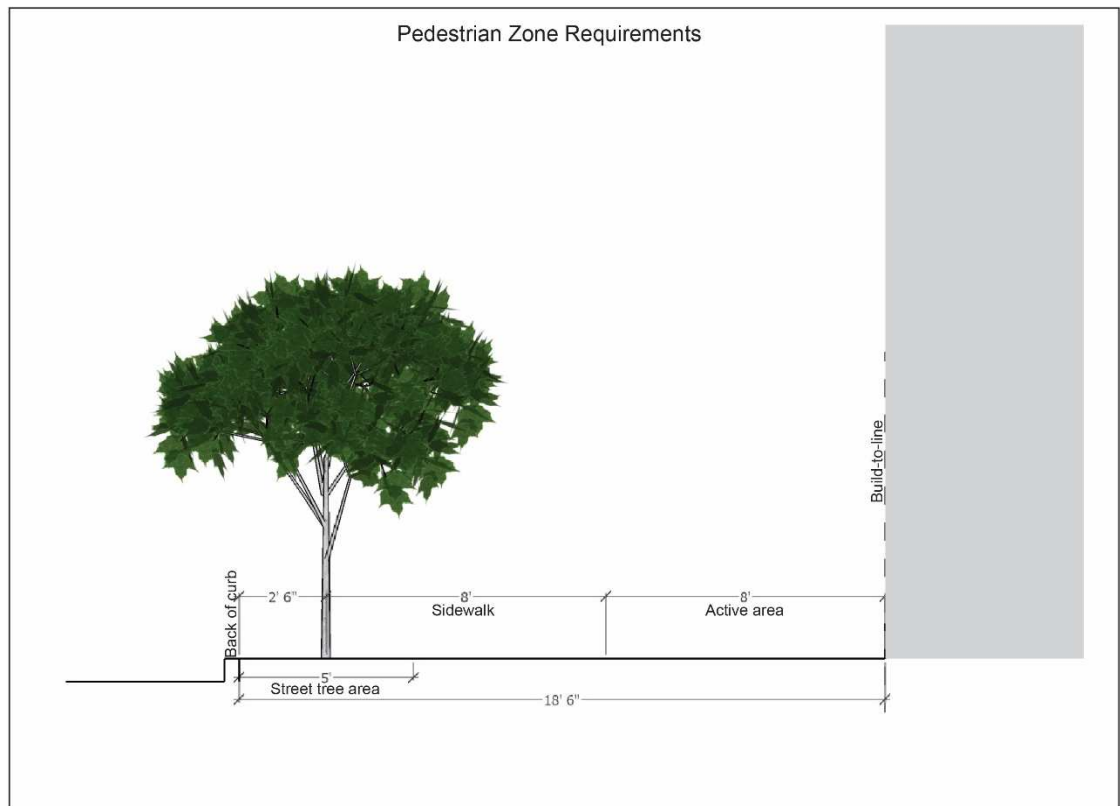 Pedestrian Zone Requirements
Build-to-line
Back of curb
2' 6"
8'
8'
Sidewalk
Active area
5'
Street tree area
18' 6"